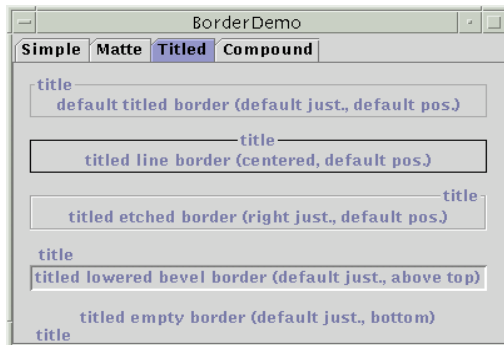 BorderDemo
Simple Matte Titled Compound
title
default titled border (default just., default pos.)
title
titled line border (centered, default pos.)
title
titled etched border (right just., default pos.)
title
titled lowered bevel border (default just., above top)
titled empty border (default just., bottom)
title